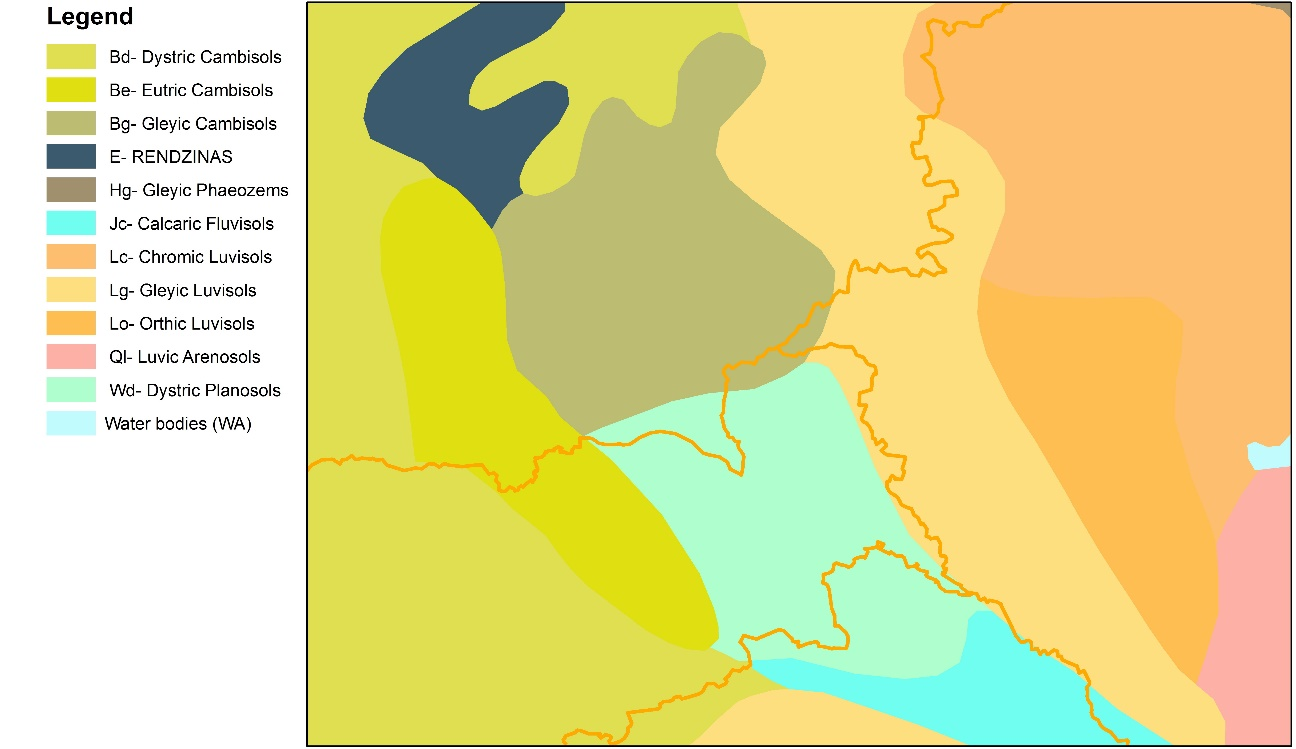 Legend
Bd- Dystric Cambisols
Be- Eutric Cambisols
Bg- Gleyic Cambisols
E- RENDZINAS
Hg- Gleyic Phaeozems
Jc- Calcaric Fluvisols
Lc- Chromic Luvisols
Lg- Gleyic Luvisols
Lo- Orthic Luvisols
Ql- Luvic Arenosols
Wd- Dystric Planosols
Water bodies (WA)